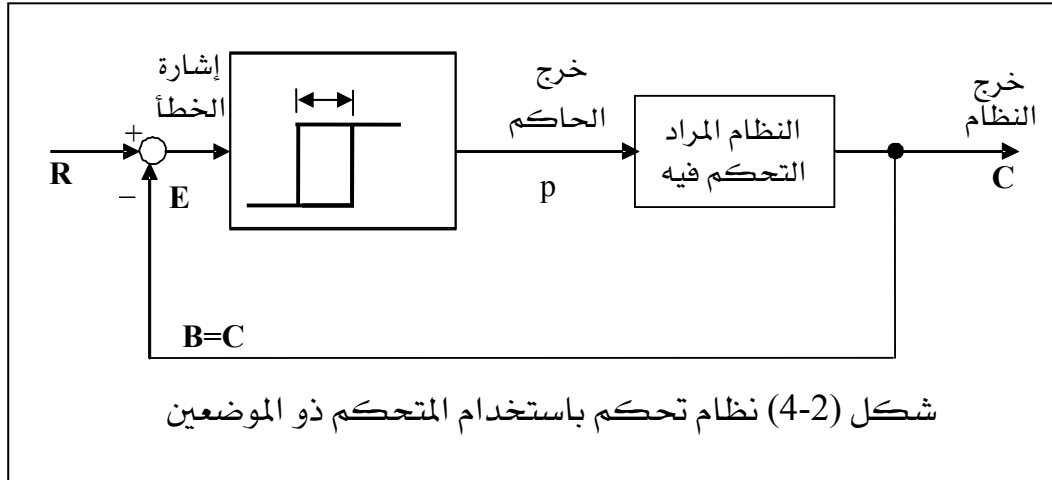 إشارة
الخطأ
خرج
الحاكم
خرج
النظام
النظام المراد
التحكم فيه
+
R
−
E
p
C
B=C
شكل (2-4) نظام تحكم باستخدام المتحكم ذو الموضعين